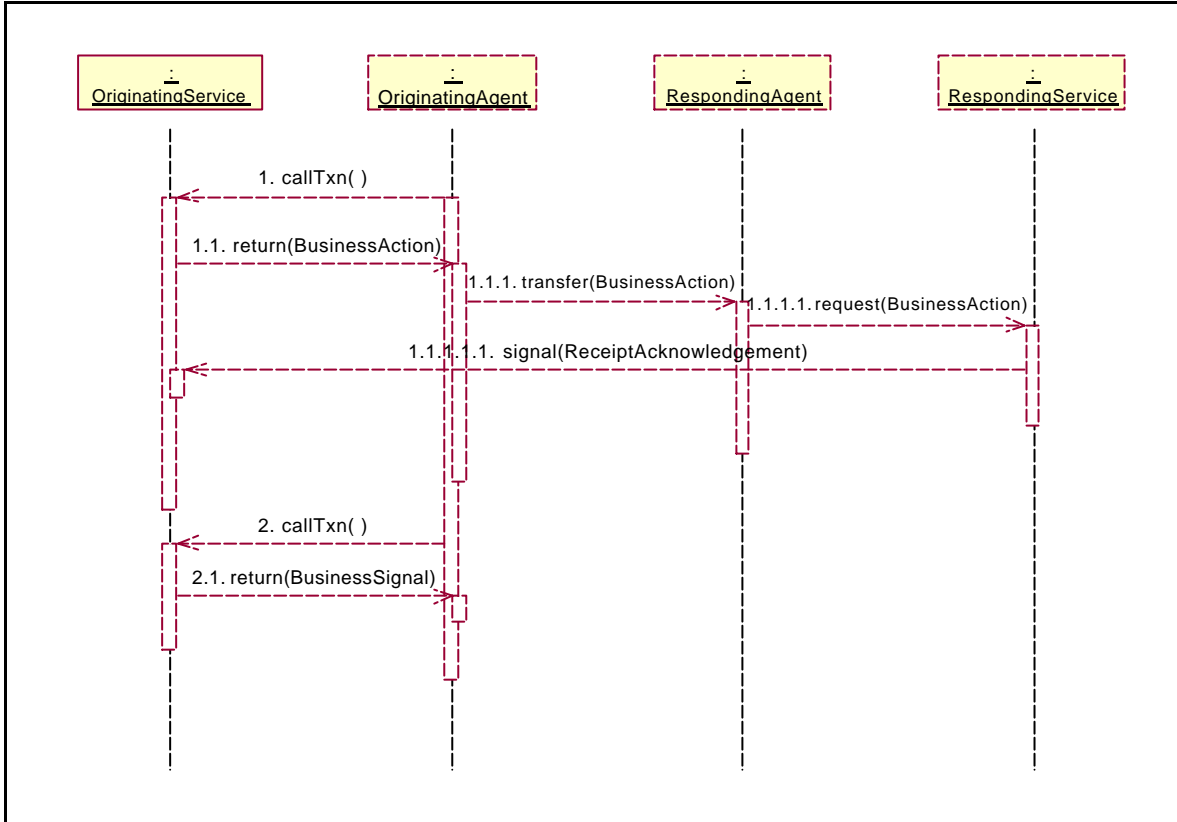 :
OriginatingService
:
OriginatingAgent
:
RespondingAgent
:
RespondingService
1. callTxn( )
1.1. return(BusinessAction)
1.1.1. transfer(BusinessAction)
1.1.1.1. request(BusinessAction)
1.1.1.1.1. signal(ReceiptAcknowledgement)
2. callTxn( )
2.1. return(BusinessSignal)